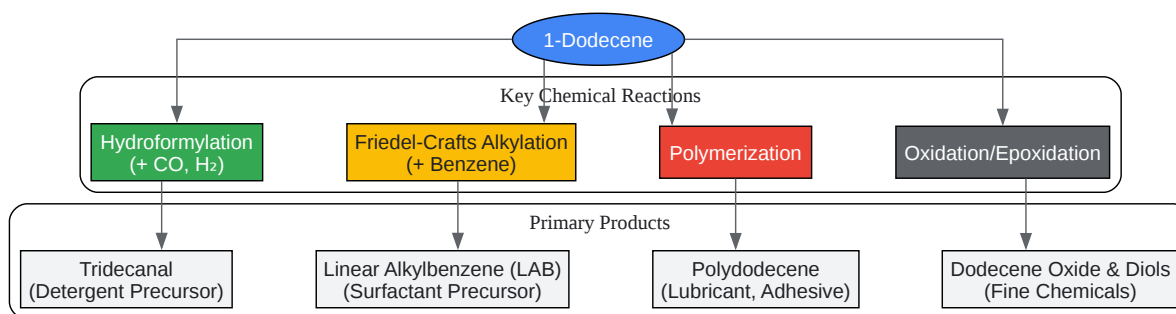 1-Dodecene
Key Chemical Reactions
Hydroformylation
(+ CO, H₂)
Friedel-Crafts Alkylation
(+ Benzene)
Polymerization
Oxidation/Epoxidation
Primary Products
Tridecanal
(Detergent Precursor)
Linear Alkylbenzene (LAB)
(Surfactant Precursor)
Polydodecene
(Lubricant, Adhesive)
Dodecene Oxide & Diols
(Fine Chemicals)